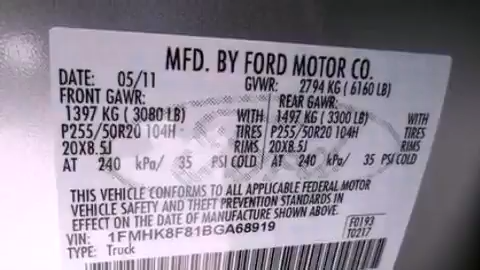 MFD. BY FORD MOTOR CO.
DATE: 05/11 GVWR: 2794 KG ( 6160 LB)
FRONT GAWR: REAR GAWR:
1397 KG ( 3080 LB) WITH 1497 KG ( 3300 LB) WITH
P255/50R20 104H TIRES P255/50R20 104H TIRES
20X8.5J RIMS 20X8.5J RIMS
AT 240 kPa/ 35 PSI COLD AT 240 kPa/ 35 PSI COLD
THIS VEHICLE CONFORMS TO ALL APPLICABLE FEDERAL MOTOR
VEHICLE SAFETY AND THEFT PREVENTION STANDARDS IN
EFFECT ON THE DATE OF MANUFACTURE SHOWN ABOVE.
VIN: 1FMHK8F81BGA68919 F0193
TYPE: Truck T0217